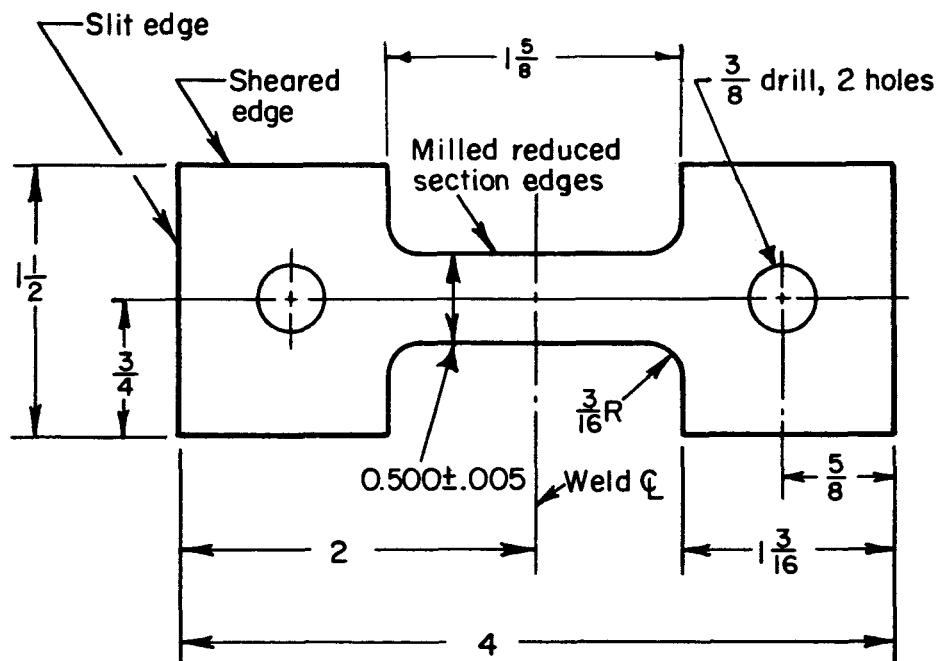 Slit edge
Sheared
edge
1 5/8
3/8 drill, 2 holes
Milled reduced
section edges
1 1/2
3/4
3/16 R
0.500±.005
Weld ℄
5/8
2
1 3/16
4